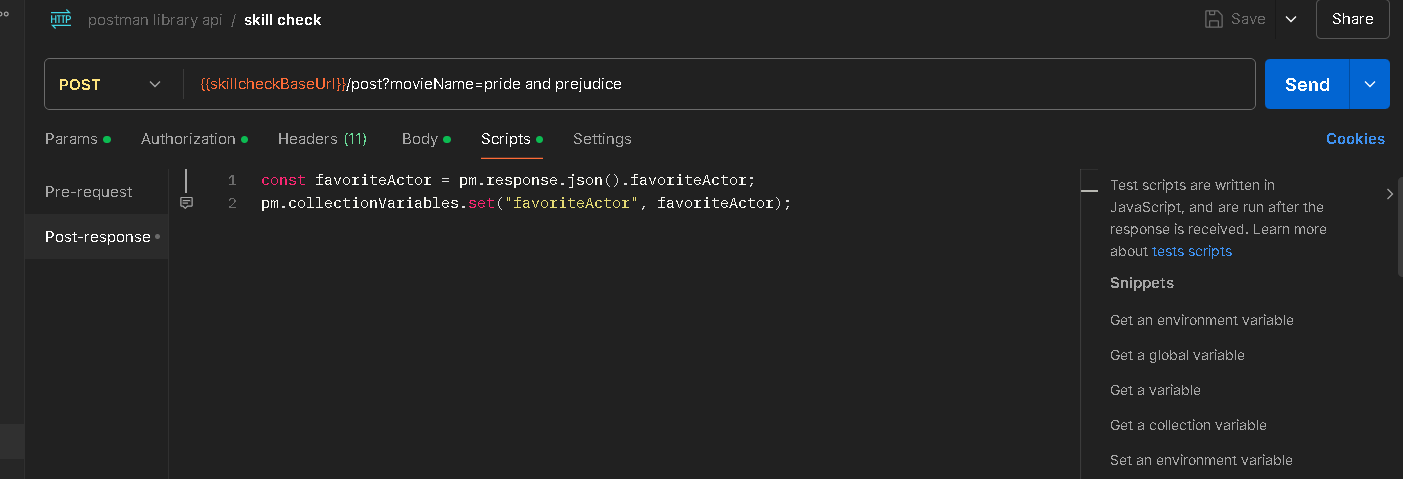 HTTP postman library api / skill check Save Share
POST {{skillcheckBaseUrl}}/post?movieName=pride and prejudice Send
Params Authorization Headers (11) Body Scripts Settings Cookies
Pre-request
Post-response
1 const favoriteActor = pm.response.json().favoriteActor;
2 pm.collectionVariables.set("favoriteActor", favoriteActor);
Test scripts are written in
JavaScript, and are run after the
response is received. Learn more
about tests scripts
Snippets
Get an environment variable
Get a global variable
Get a variable
Get a collection variable
Set an environment variable